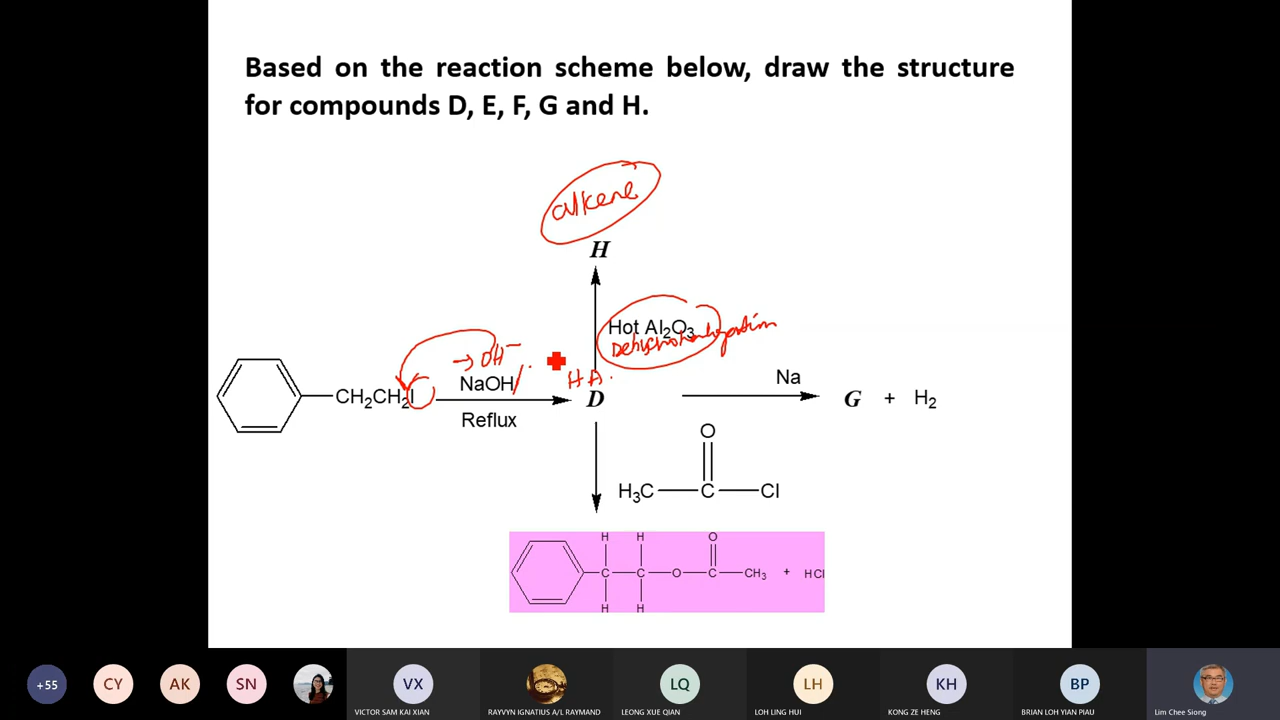 Based on the reaction scheme below, draw the structure
for compounds D, E, F, G and H.
alkene
H
Hot Al2O3
→ OH⁻
NaOH
CH2CH2I
Reflux
D
Na
G + H2
O
H3C C Cl
H H O
C C O C CH3 + HCl
H H
+55
CY
AK
SN
VX
LQ
LH
KH
BP
VICTOR SAM KAI XIAN
RAYVYN IGNATIUS A/L RAYMAND
LEONG XUE QIAN
LOH LING HUI
KONG ZE HENG
BRIAN LOH YIAN PIAU
Lim Chee Siong